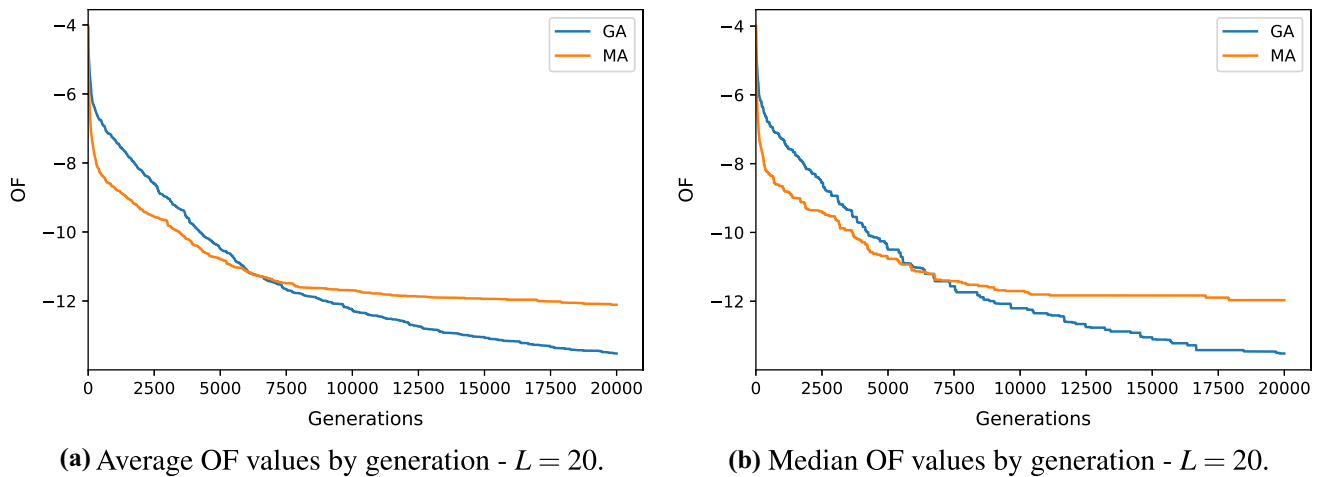 −4
−6
−8
−10
−12
OF
0 2500 5000 7500 10000 12500 15000 17500 20000
Generations
GA
MA
(a) Average OF values by generation - L = 20.
−4
−6
−8
−10
−12
OF
0 2500 5000 7500 10000 12500 15000 17500 20000
Generations
GA
MA
(b) Median OF values by generation - L = 20.